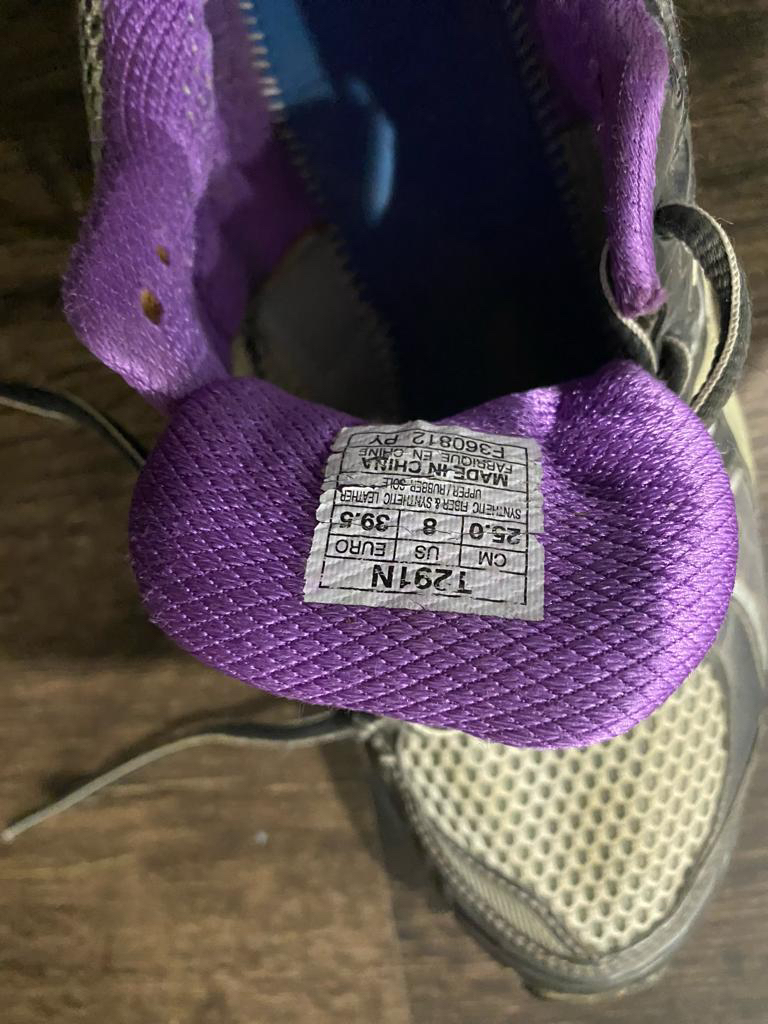 T291N
CM US EURO
25.0 8 39.5
SYNTHETIC FIBER & SYNTHETIC LEATHER
UPPER / RUBBER SOLE
MADE IN CHINA
FABRIQUE EN CHINE
F360812 PY